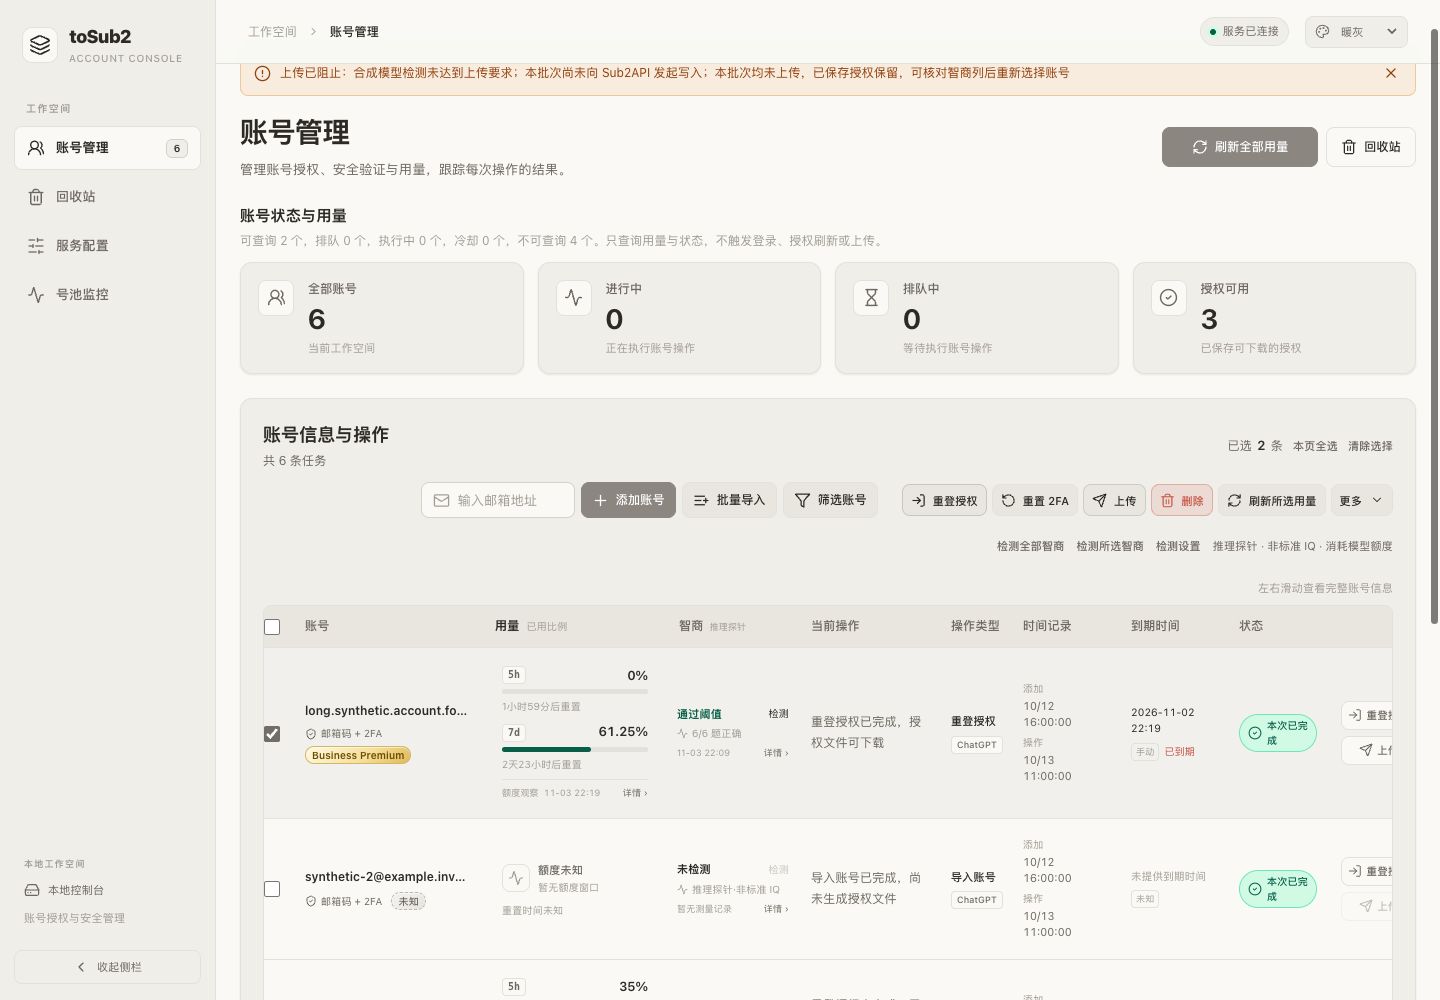 toSub2
ACCOUNT CONSOLE
工作空间
账号管理
6
回收站
服务配置
号池监控
本地工作空间
本地控制台
账号授权与安全管理
收起侧栏
工作空间
账号管理
服务已连接
暖灰
上传已阻止：合成模型检测未达到上传要求；本批次尚未向 Sub2API 发起写入；本批次均未上传，已保存授权保留，可核对智商列后重新选择账号
账号管理
管理账号授权、安全验证与用量，跟踪每次操作的结果。
刷新全部用量
回收站
账号状态与用量
可查询 2 个，排队 0 个，执行中 0 个，冷却 0 个，不可查询 4 个。只查询用量与状态，不触发登录、授权刷新或上传。
全部账号
6
当前工作空间
进行中
0
正在执行账号操作
排队中
0
等待执行账号操作
授权可用
3
已保存可下载的授权
账号信息与操作
共 6 条任务
已选 2 条 本页全选 清除选择
输入邮箱地址
添加账号
批量导入
筛选账号
重登授权
重置 2FA
上传
删除
刷新所选用量
更多
检测全部智商 检测所选智商 检测设置 推理探针 · 非标准 IQ · 消耗模型额度
左右滑动查看完整账号信息
账号 用量 已用比例 智商 推理探针 当前操作 操作类型 时间记录 到期时间 状态
long.synthetic.account.fo...
邮箱码 + 2FA
Business Premium
5h 0%
1小时59分后重置
7d 61.25%
2天23小时后重置
额度观察 11-03 22:19 详情 ›
通过阈值 检测
6/6 题正确
11-03 22:09 详情 ›
重登授权已完成，授
权文件可下载
重登授权
ChatGPT
添加
10/12
16:00:00
操作
10/13
11:00:00
2026-11-02
22:19
手动 已到期
本次已完
成
重登
上
synthetic-2@example.inv...
邮箱码 + 2FA 未知
额度未知
暂无额度窗口
重置时间未知
未检测 检测
推理探针·非标准 IQ
暂无测量记录 详情 ›
导入账号已完成，尚
未生成授权文件
导入账号
ChatGPT
添加
10/12
16:00:00
操作
10/13
11:00:00
未提供到期时间
未知
本次已完
成
重登
上
5h 35%